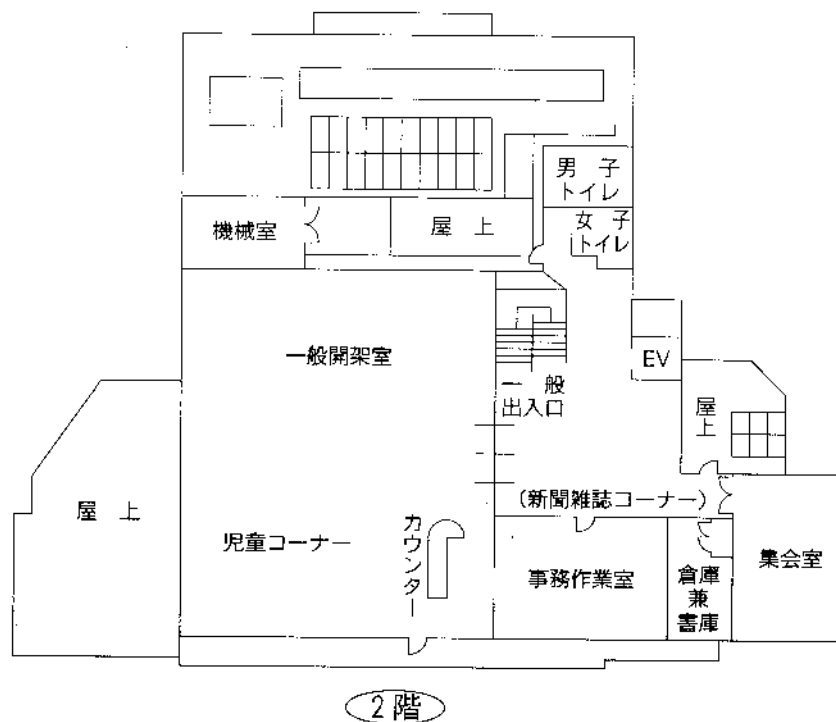 男子
トイレ
女子
トイレ
機械室
屋上
一般開架室
EV
一般
出入口
屋上
(新聞雑誌コーナー)
屋上
カウンター
児童コーナー
事務作業室
倉庫
兼
書庫
集会室
2階